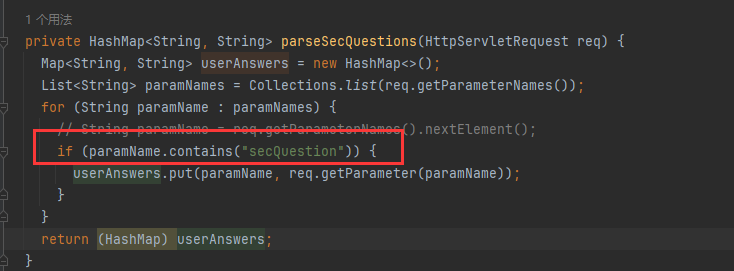 1 个用法
private HashMap<String, String> parseSecQuestions(HttpServletRequest req) {
Map<String, String> userAnswers = new HashMap<>();
List<String> paramNames = Collections.list(req.getParameterNames());
for (String paramName : paramNames) {
// String paramName = req.getParameterNames().nextElement();
if (paramName.contains("secQuestion")) {
userAnswers.put(paramName, req.getParameter(paramName));
}
}
return (HashMap) userAnswers;
}